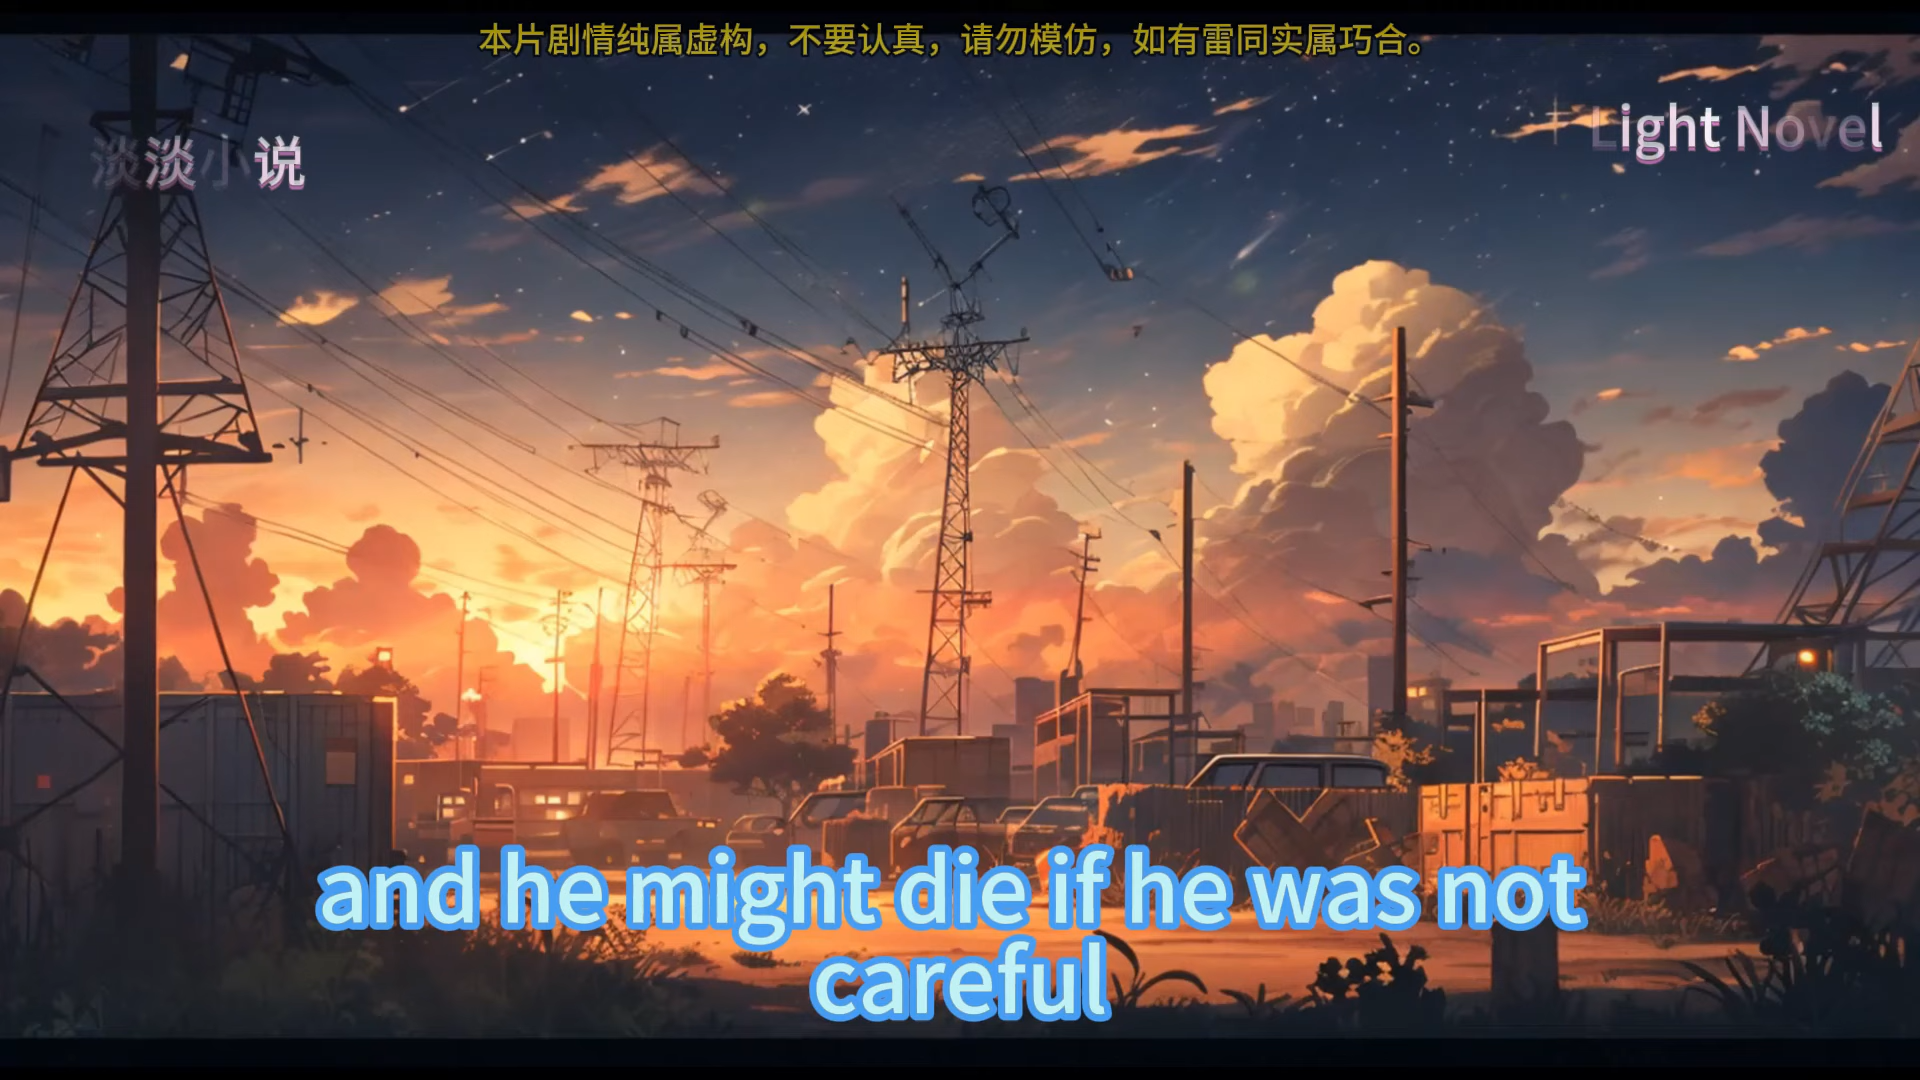 本片剧情纯属虚构，不要认真，请勿模仿，如有雷同实属巧合。
淡淡小说
Light Novel
and he might die if he was not
careful